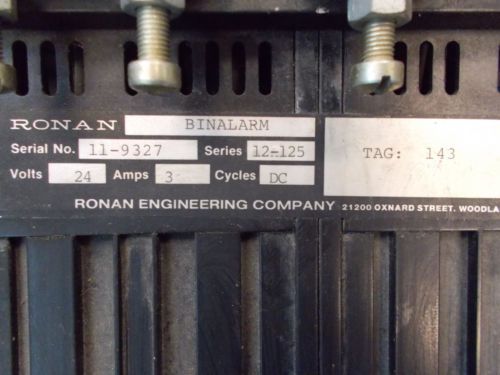 RONAN BINALARM
Serial No. 11-9327 Series 12-125
Volts 24 Amps 3 Cycles DC
TAG: 143
RONAN ENGINEERING COMPANY 21200 OXNARD STREET. WOODLA